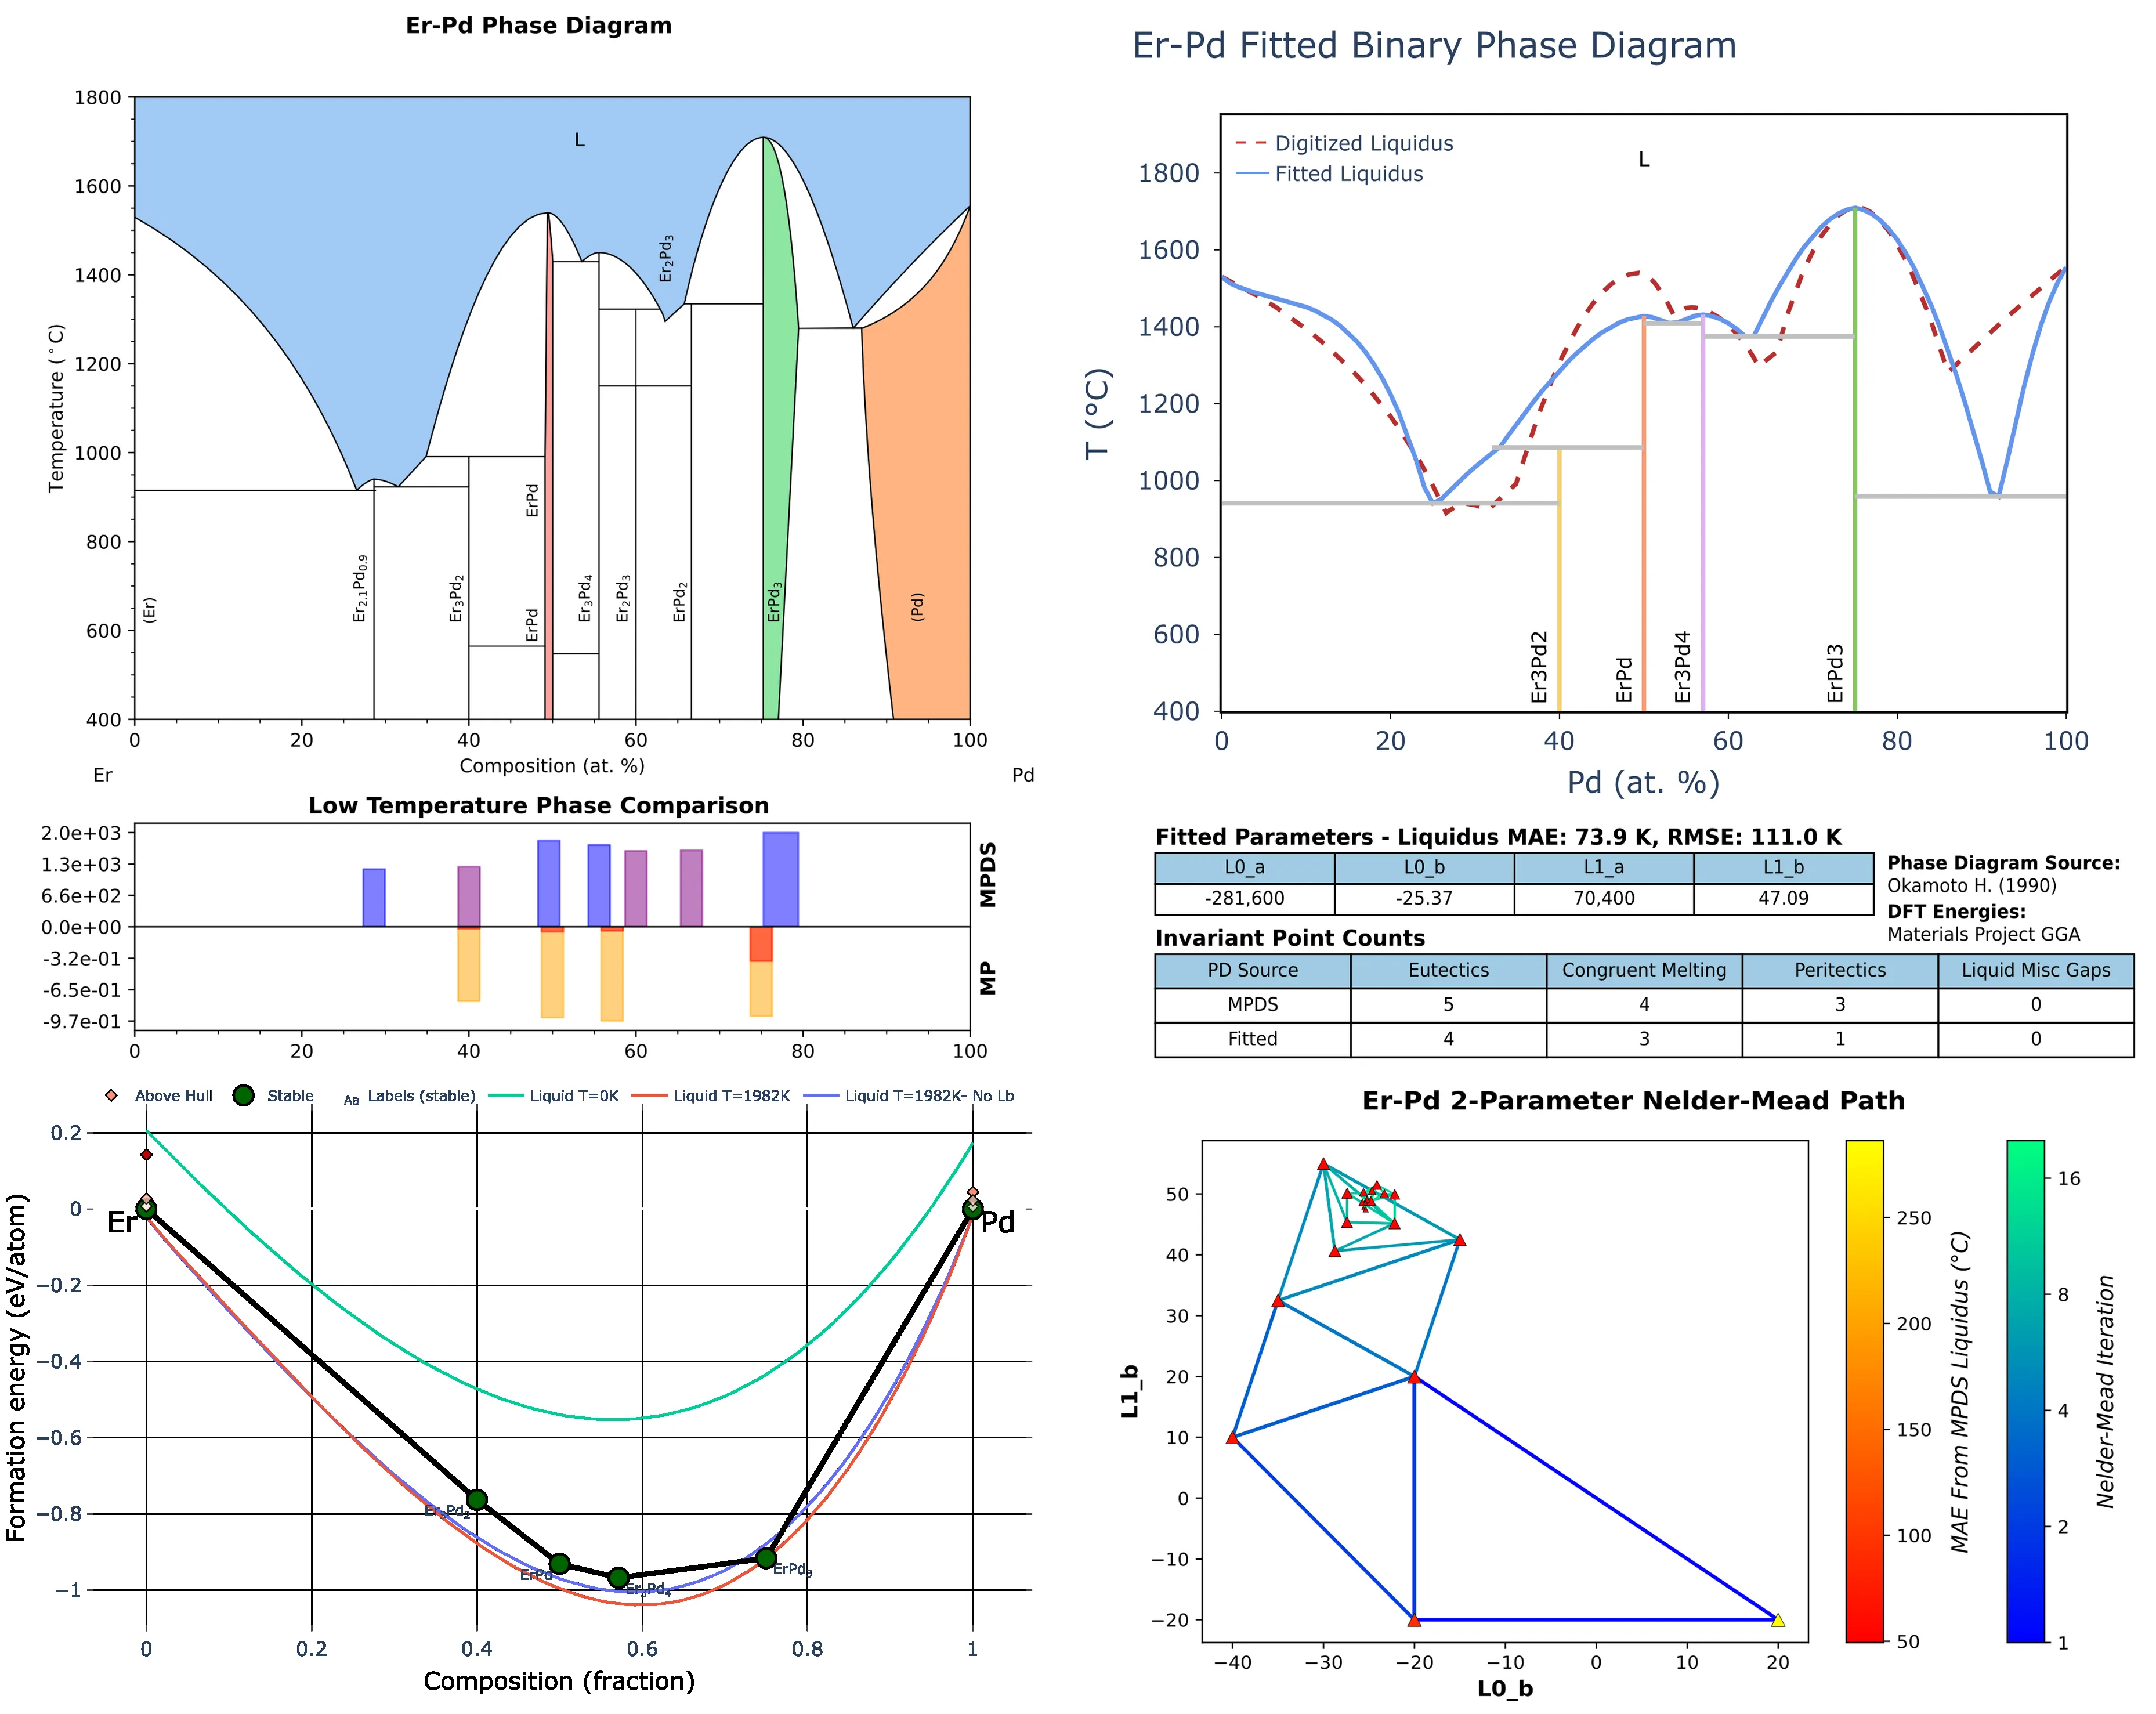 Er-Pd Phase Diagram
1800
1600
1400
1200
1000
800
600
400
Temperature (°C)
L
(Er)
Er2.1Pd0.9
Er3Pd2
ErPd
ErPd
Er3Pd4
Er2Pd3
Er2Pd3
ErPd2
ErPd3
(Pd)
0 20 40 60 80 100
Composition (at. %)
Er Pd
Er-Pd Fitted Binary Phase Diagram
Digitized Liquidus
Fitted Liquidus
L
1800
1600
1400
1200
1000
800
600
400
T (°C)
Er3Pd2
ErPd
Er3Pd4
ErPd3
0 20 40 60 80 100
Pd (at. %)
Low Temperature Phase Comparison
2.0e+03
1.3e+03
6.6e+02
0.0e+00
-3.2e-01
-6.5e-01
-9.7e-01
MPDS
MP
0 20 40 60 80 100
Fitted Parameters - Liquidus MAE: 73.9 K, RMSE: 111.0 K
L0_a L0_b L1_a L1_b
-281,600 -25.37 70,400 47.09
Phase Diagram Source:
Okamoto H. (1990)
DFT Energies:
Materials Project GGA
Invariant Point Counts
PD Source Eutectics Congruent Melting Peritectics Liquid Misc Gaps
MPDS 5 4 3 0
Fitted 4 3 1 0
Above Hull Stable Aa Labels (stable) Liquid T=0K Liquid T=1982K Liquid T=1982K- No Lb
0.2
0
−0.2
−0.4
−0.6
−0.8
−1
Formation energy (eV/atom)
Er
Pd
Er3Pd2
ErPd
Er3Pd4
ErPd3
0 0.2 0.4 0.6 0.8 1
Composition (fraction)
Er-Pd 2-Parameter Nelder-Mead Path
50
40
30
20
10
0
−10
−20
L1_b
−40 −30 −20 −10 0 10 20
L0_b
250
200
150
100
50
MAE From MPDS Liquidus (°C)
16
8
4
2
1
Nelder-Mead Iteration